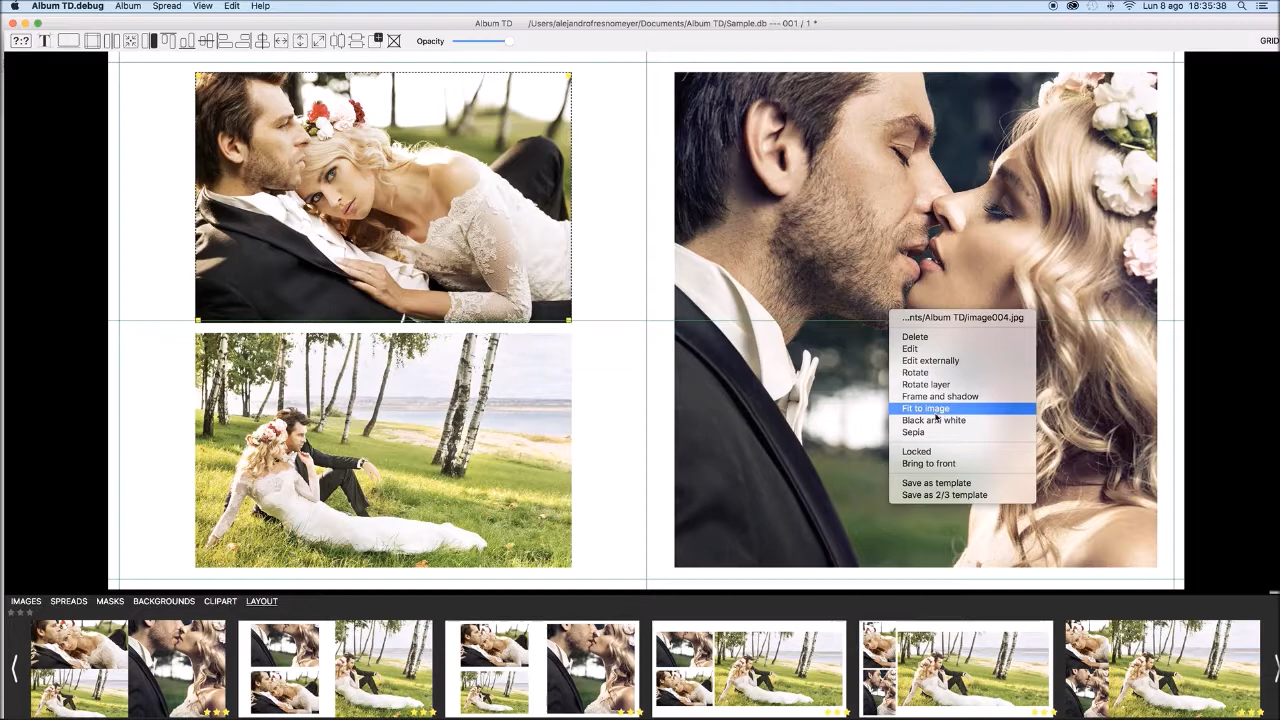 Album TD.debug Album Spread View Edit Help Lun 8 ago 18:35:38
Album TD /Users/alejandrofresnomeyer/Documents/Album TD/Sample.db --- 001 / 1 *
?:? T Opacity GRID
...nts/Album TD/image004.jpg
Delete
Edit
Edit externally
Rotate
Rotate layer
Frame and shadow
Fit to image
Black and white
Sepia
Locked
Bring to front
Save as template
Save as 2/3 template
IMAGES SPREADS MASKS BACKGROUNDS CLIPART LAYOUT